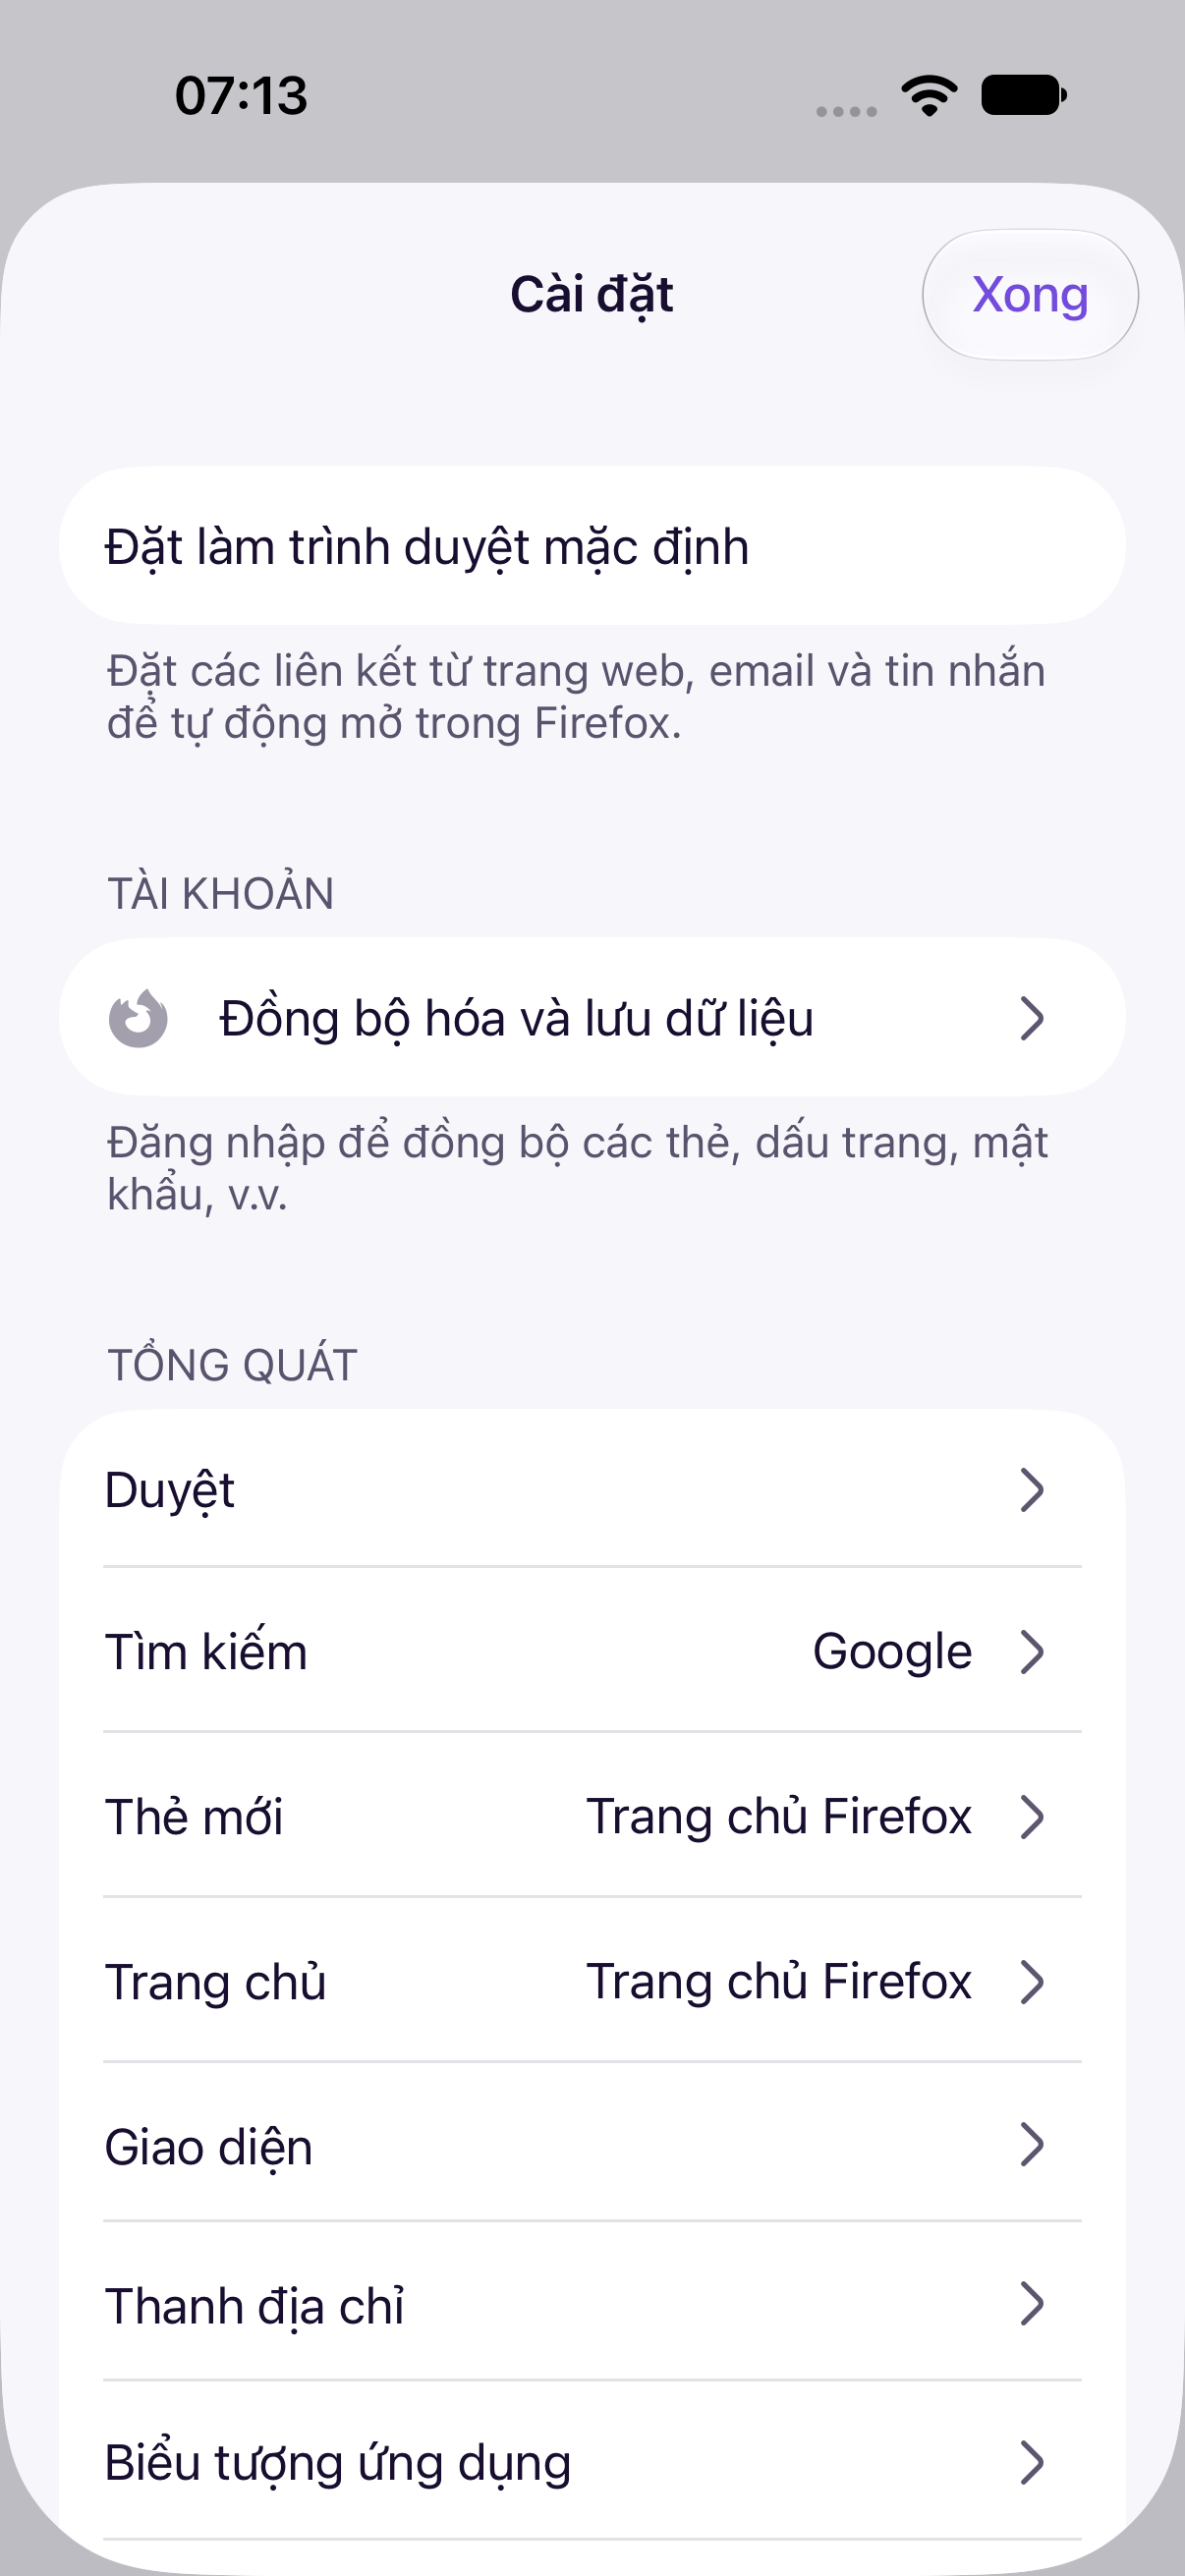 07:13
Cài đặt
Xong
Đặt làm trình duyệt mặc định
Đặt các liên kết từ trang web, email và tin nhắn
để tự động mở trong Firefox.
TÀI KHOẢN
Đồng bộ hóa và lưu dữ liệu
Đăng nhập để đồng bộ các thẻ, dấu trang, mật
khẩu, v.v.
TỔNG QUÁT
Duyệt
Tìm kiếm Google
Thẻ mới Trang chủ Firefox
Trang chủ Trang chủ Firefox
Giao diện
Thanh địa chỉ
Biểu tượng ứng dụng